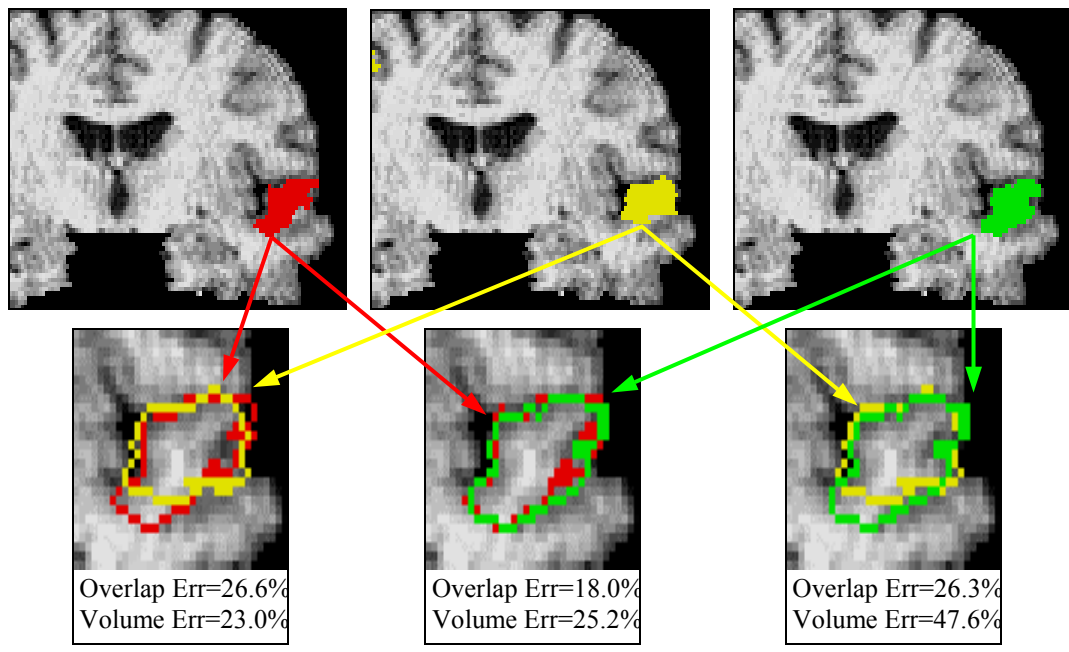 Overlap Err=26.6%
Volume Err=23.0%
Overlap Err=18.0%
Volume Err=25.2%
Overlap Err=26.3%
Volume Err=47.6%